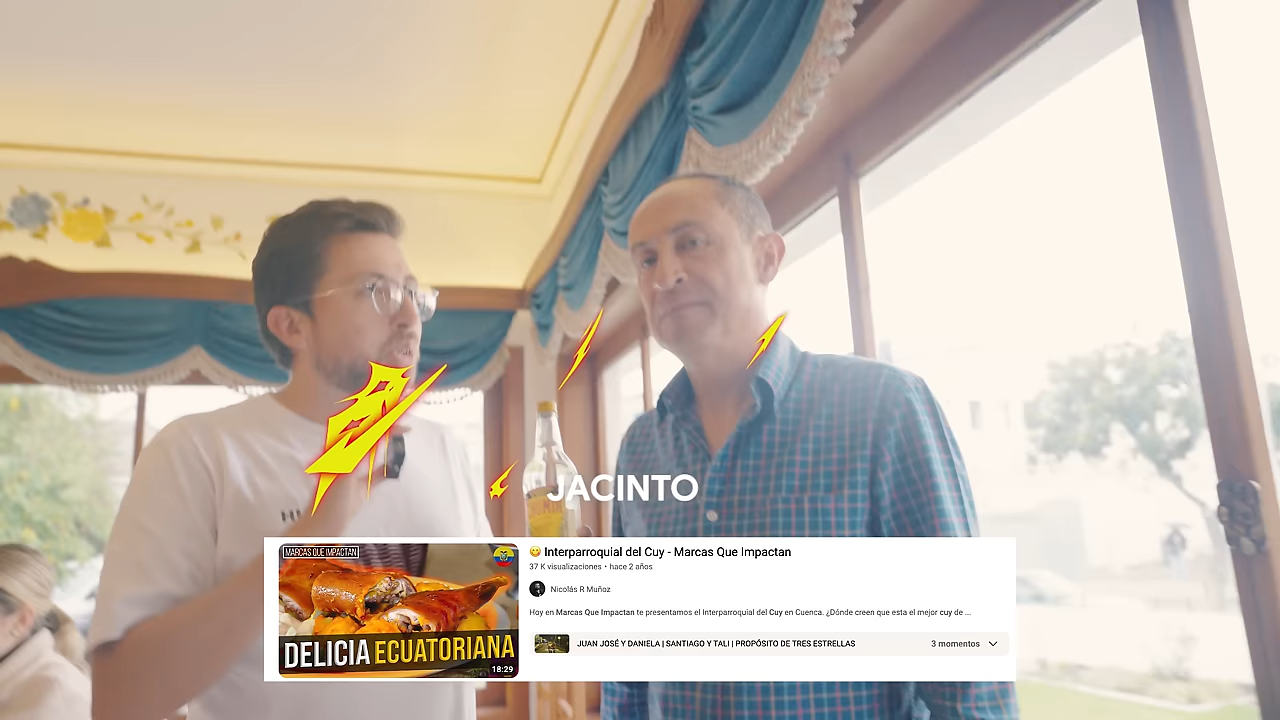 JACINTO
MARCAS QUE IMPACTAN
DELICIA ECUATORIANA
18:29
Interparroquial del Cuy - Marcas Que Impactan
37 K visualizaciones • hace 2 años
Nicolás R Muñoz
Hoy en Marcas Que Impactan te presentamos el Interparroquial del Cuy en Cuenca. ¿Dónde creen que esta el mejor cuy de ...
JUAN JOSÉ Y DANIELA | SANTIAGO Y TALI | PROPÓSITO DE TRES ESTRELLAS
3 momentos